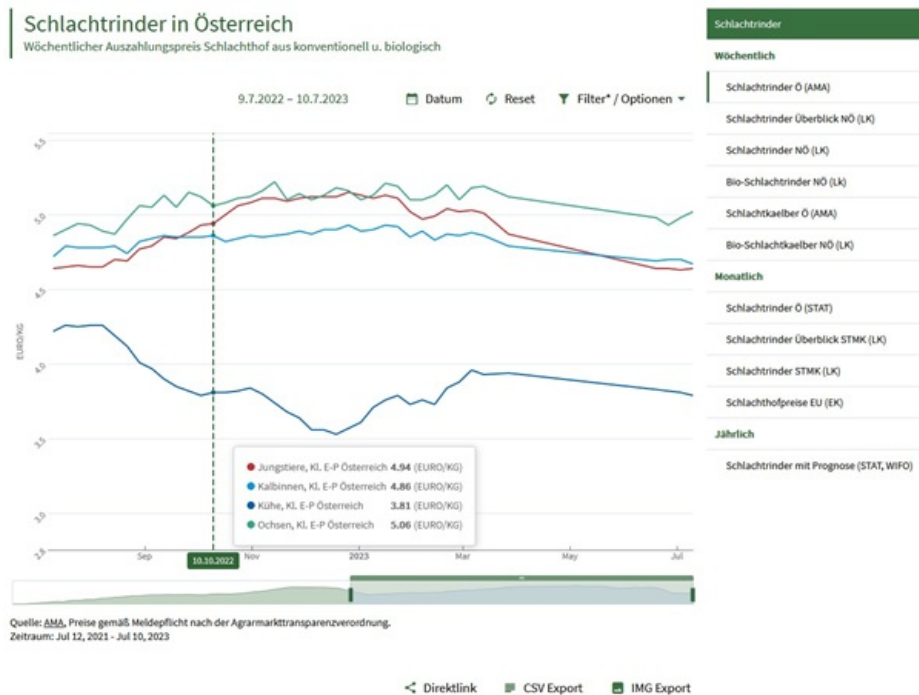 Schlachtrinder in Österreich
Wöchentlicher Auszahlungspreis Schlachthof aus konventionell u. biologisch
9.7.2022 – 10.7.2023
Datum
Reset
Filter* / Optionen
5.5
5.0
4.5
4.0
3.5
3.0
2.8
EURO/KG
Jungstiere, Kl. E-P Österreich 4.94 (EURO/KG)
Kalbinnen, Kl. E-P Österreich 4.86 (EURO/KG)
Kühe, Kl. E-P Österreich 3.81 (EURO/KG)
Ochsen, Kl. E-P Österreich 5.06 (EURO/KG)
Sep
10.10.2022
Nov
2023
Mar
May
Jul
Quelle: AMA, Preise gemäß Meldepflicht nach der Agrarmarkttransparenzverordnung.
Zeitraum: Jul 12, 2021 - Jul 10, 2023
Direktlink
CSV Export
IMG Export
Schlachtrinder
Wöchentlich
Schlachtrinder Ö (AMA)
Schlachtrinder Überblick NÖ (LK)
Schlachtrinder NÖ (LK)
Bio-Schlachtrinder NÖ (Lk)
Schlachtkaelber Ö (AMA)
Bio-Schlachtkaelber NÖ (LK)
Monatlich
Schlachtrinder Ö (STAT)
Schlachtrinder Überblick STMK (LK)
Schlachtrinder STMK (LK)
Schlachthofpreise EU (EK)
Jährlich
Schlachtrinder mit Prognose (STAT, WIFO)